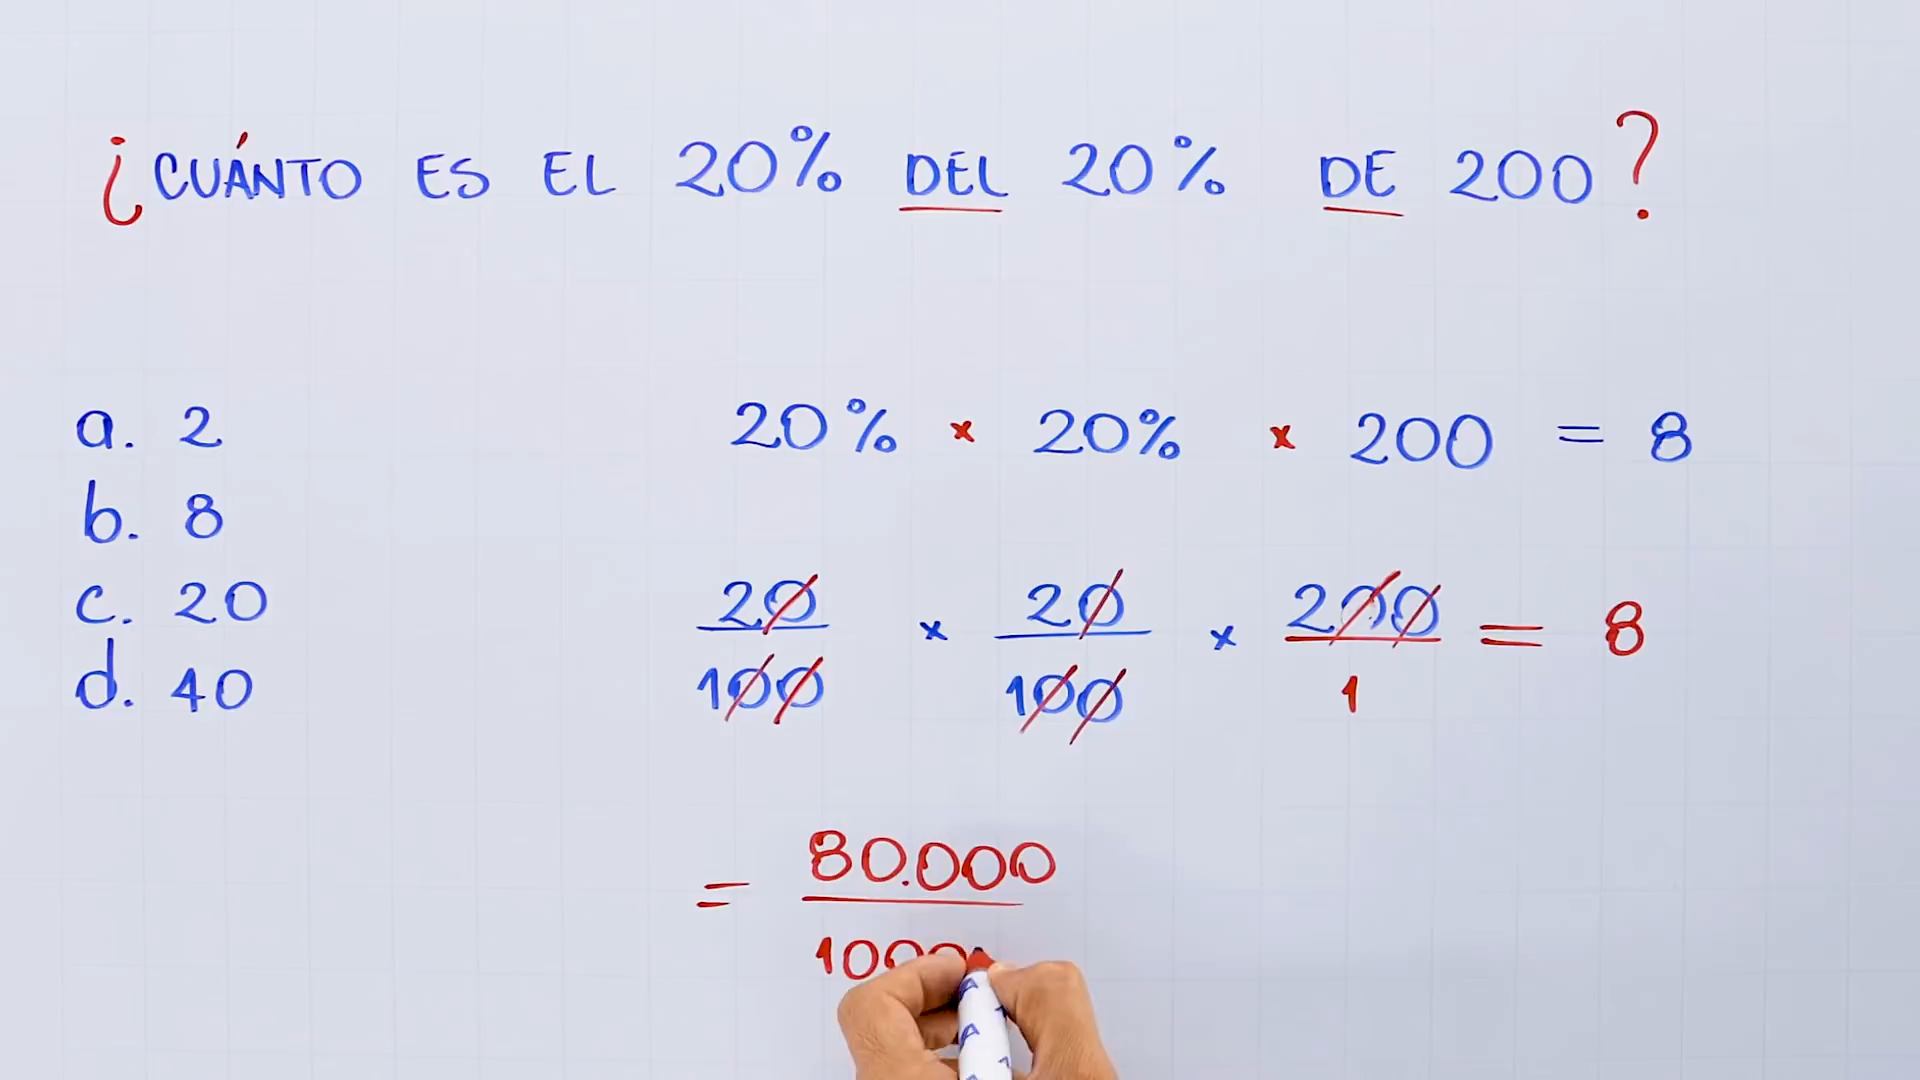 ¿CUÁNTO ES EL 20% DEL 20% DE 200?
a. 2
b. 8
c. 20
d. 40
20% × 20% × 200 = 8
20/100 × 20/100 × 200/1 = 8
= 80.000
1000